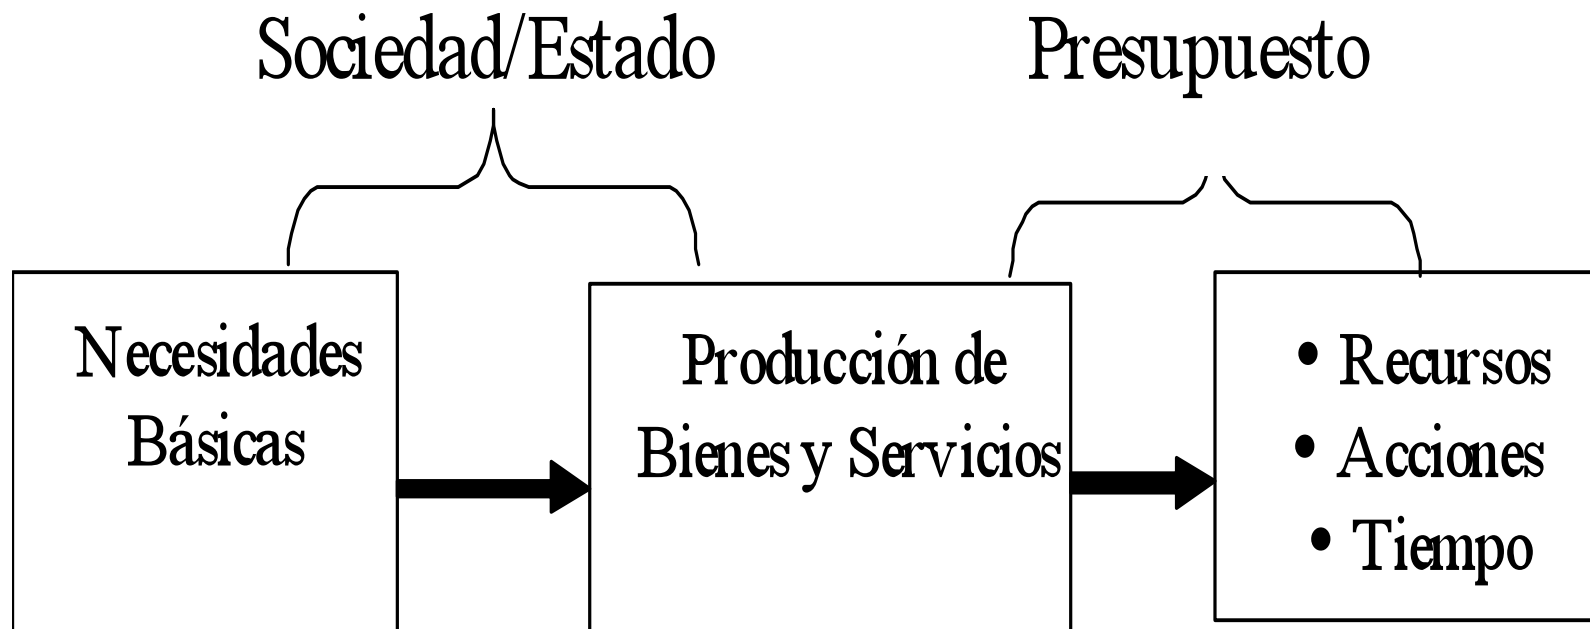 Sociedad/Estado
Presupuesto
Necesidades
Básicas
Producción de
Bienes y Servicios
• Recursos
• Acciones
• Tiempo